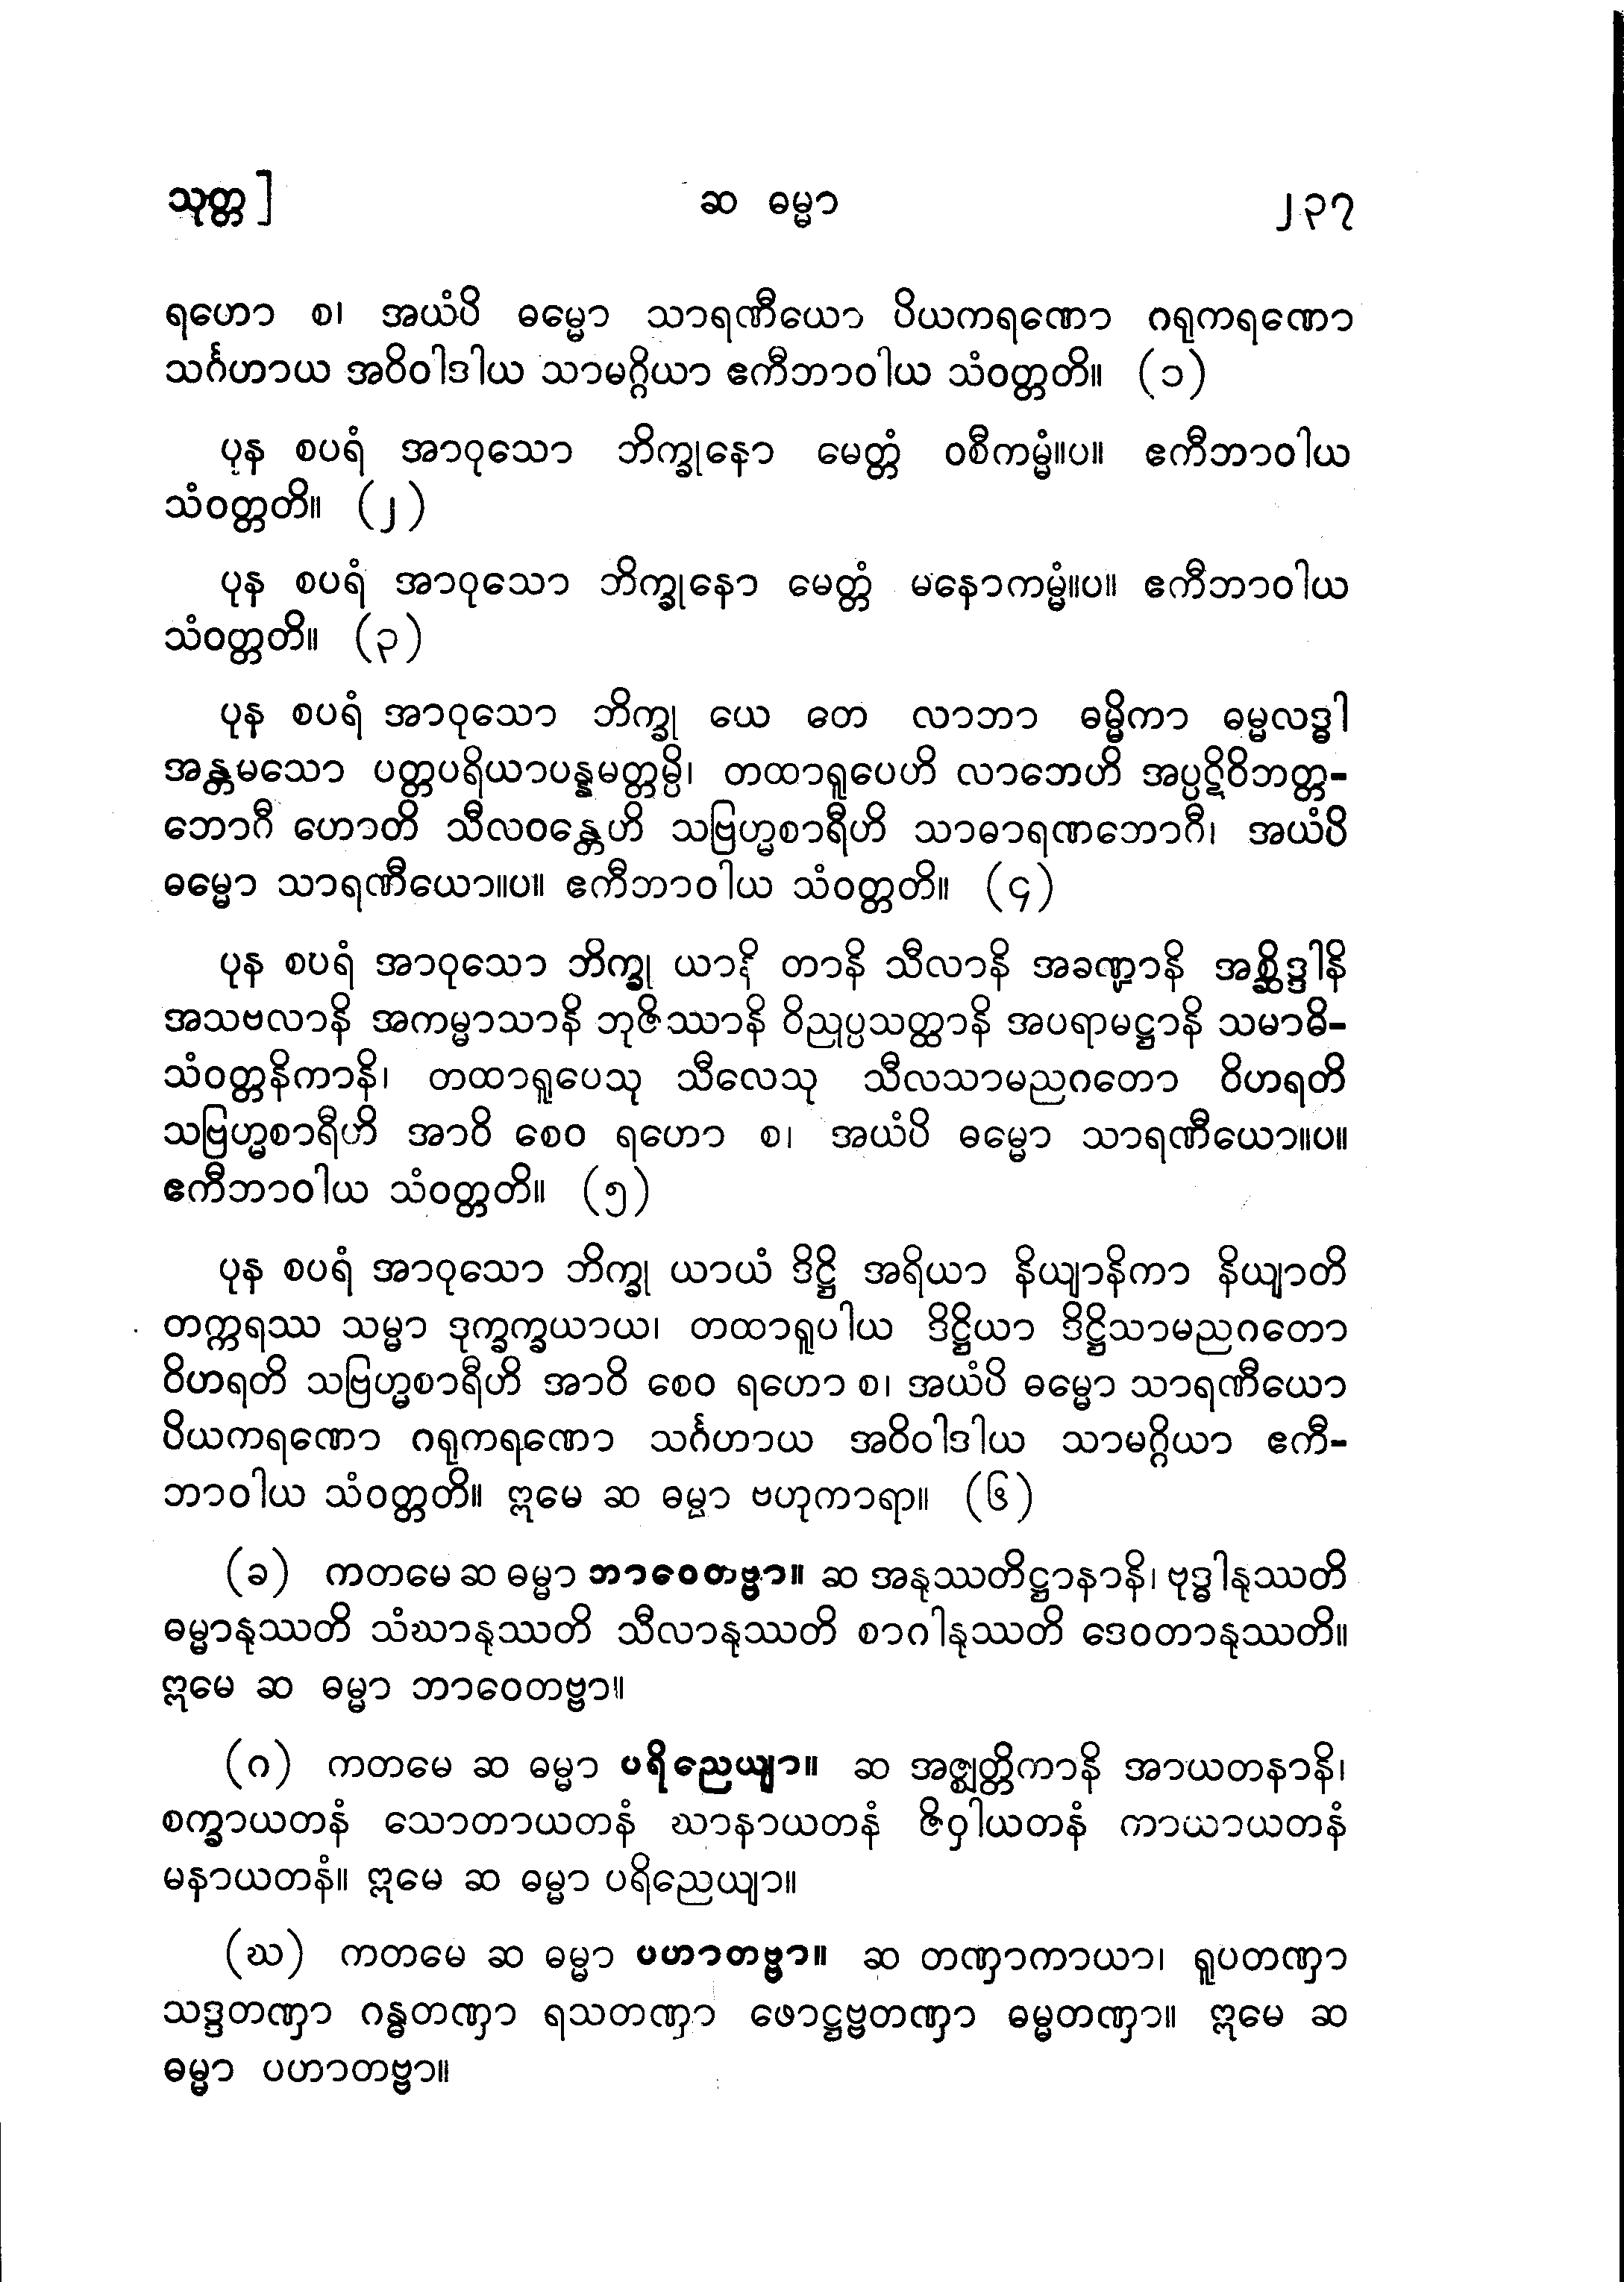 သုတ္တ] ဆ ဓမ္မာ ၂၃၇
ရဟော စ၊ အယံပိ ဓမ္မော သာရဏီယော ပိယကရဏော ဂရုကရဏော
သင်္ဂဟာယ အဝိဝါဒါယ သာမဂ္ဂိယာ ဧကီဘာဝါယ သံဝတ္တတိ။ (၁)
ပုန စပရံ အာဝုသော ဘိက္ခုနော မေတ္တံ ဝစီကမ္မံ။ပ။ ဧကီဘာဝါယ
သံဝတ္တတိ။ (၂)
ပုန စပရံ အာဝုသော ဘိက္ခုနော မေတ္တံ မနောကမ္မံ။ပ။ ဧကီဘာဝါယ
သံဝတ္တတိ။ (၃)
ပုန စပရံ အာဝုသော ဘိက္ခု ယေ တေ လာဘာ ဓမ္မိကာ ဓမ္မလဒ္ဓါ
အန္တမသော ပတ္တပရိယာပန္နမတ္တမ္ပိ၊ တထာရူပေဟိ လာဘေဟိ အပ္ပဋိဝိဘတ္တ-
ဘောဂီ ဟောတိ သီလဝန္တေဟိ သဗြဟ္မစာရီဟိ သာဓာရဏဘောဂီ၊ အယံပိ
ဓမ္မော သာရဏီယော။ပ။ ဧကီဘာဝါယ သံဝတ္တတိ။ (၄)
ပုန စပရံ အာဝုသော ဘိက္ခု ယာနိ တာနိ သီလာနိ အခဏ္ဍာနိ အစ္ဆိဒ္ဒါနိ
အသဗလာနိ အကမ္မာသာနိ ဘုဇိဿာနိ ဝိညုပ္ပသတ္ထာနိ အပရာမဋ္ဌာနိ သမာဓိ-
သံဝတ္တနိကာနိ၊ တထာရူပေသု သီလေသု သီလသာမညဂတော ဝိဟရတိ
သဗြဟ္မစာရီဟိ အာဝိ စေဝ ရဟော စ၊ အယံပိ ဓမ္မော သာရဏီယော။ပ။
ဧကီဘာဝါယ သံဝတ္တတိ။ (၅)
ပုန စပရံ အာဝုသော ဘိက္ခု ယာယံ ဒိဋ္ဌိ အရိယာ နိယျာနိကာ နိယျာတိ
တက္ကရဿ သမ္မာ ဒုက္ခက္ခယာယ၊ တထာရူပါယ ဒိဋ္ဌိယာ ဒိဋ္ဌိသာမညဂတော
ဝိဟရတိ သဗြဟ္မစာရီဟိ အာဝိ စေဝ ရဟော စ၊ အယံပိ ဓမ္မော သာရဏီယော
ပိယကရဏော ဂရုကရဏော သင်္ဂဟာယ အဝိဝါဒါယ သာမဂ္ဂိယာ ဧကီ-
ဘာဝါယ သံဝတ္တတိ။ ဣမေ ဆ ဓမ္မာ ဗဟုကာရာ။ (၆)
(ခ) ကတမေ ဆ ဓမ္မာ ဘာဝေတဗ္ဗာ။ ဆ အနုဿတိဋ္ဌာနာနိ၊ ဗုဒ္ဓါနုဿတိ
ဓမ္မာနုဿတိ သံဃာနုဿတိ သီလာနုဿတိ စာဂါနုဿတိ ဒေဝတာနုဿတိ။
ဣမေ ဆ ဓမ္မာ ဘာဝေတဗ္ဗာ။
(ဂ) ကတမေ ဆ ဓမ္မာ ပရိညေယျာ။ ဆ အဇ္ဈတ္တိကာနိ အာယတနာနိ၊
စက္ခာယတနံ သောတာယတနံ ဃာနာယတနံ ဇိဝှါယတနံ ကာယာယတနံ
မနာယတနံ။ ဣမေ ဆ ဓမ္မာ ပရိညေယျာ။
(ဃ) ကတမေ ဆ ဓမ္မာ ပဟာတဗ္ဗာ။ ဆ တဏှာကာယာ၊ ရူပတဏှာ
သဒ္ဒတဏှာ ဂန္ဓတဏှာ ရသတဏှာ ဖောဋ္ဌဗ္ဗတဏှာ ဓမ္မတဏှာ။ ဣမေ ဆ
ဓမ္မာ ပဟာတဗ္ဗာ။